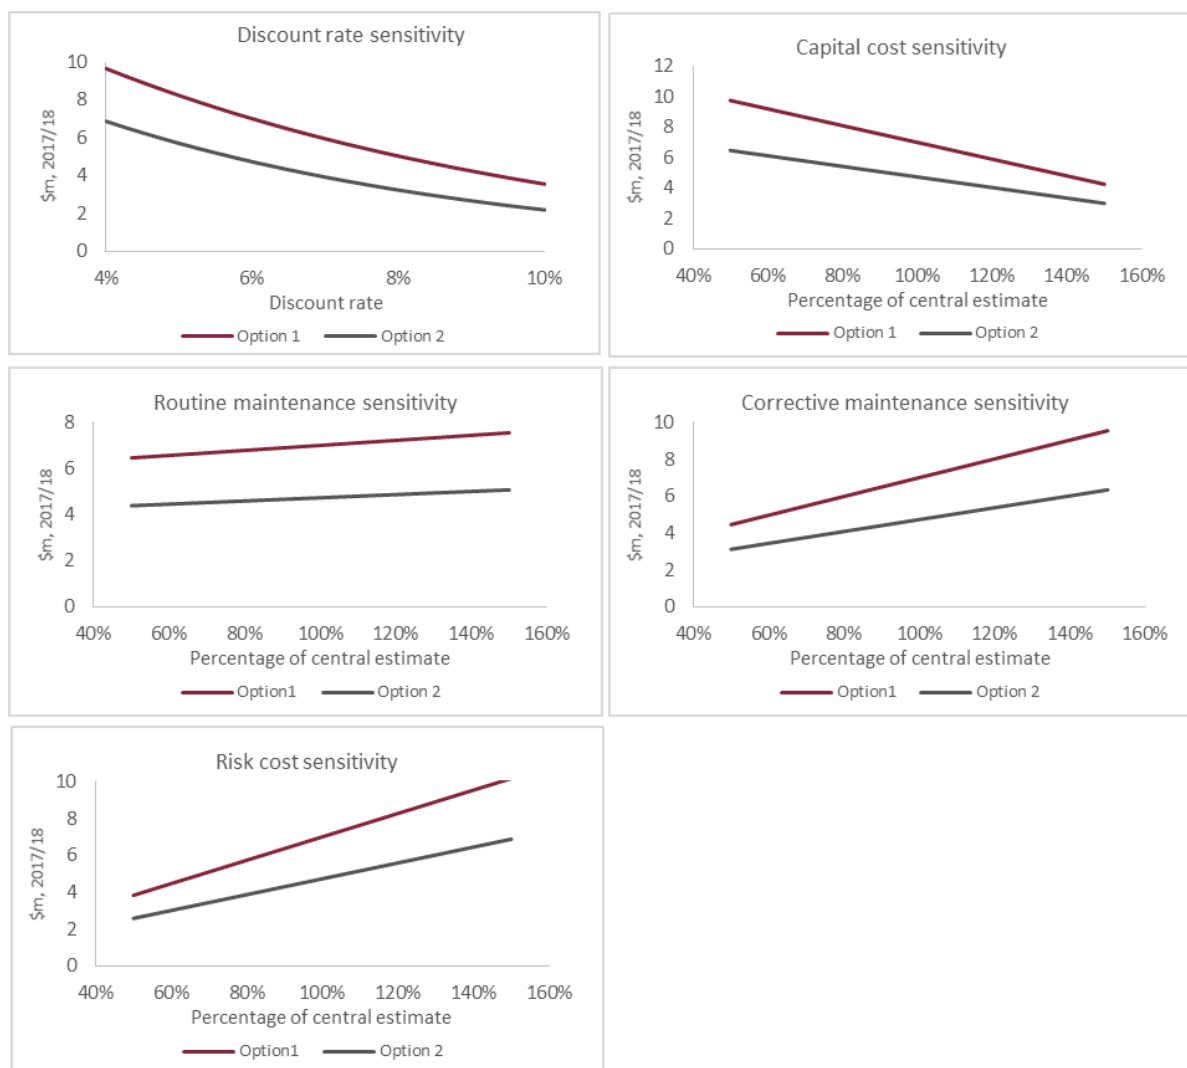 Discount rate sensitivity
$m, 2017/18
10
8
6
4
2
0
4% 6% 8% 10%
Discount rate
Option 1 Option 2
Capital cost sensitivity
$m, 2017/18
12
10
8
6
4
2
0
40% 60% 80% 100% 120% 140% 160%
Percentage of central estimate
Option 1 Option 2
Routine maintenance sensitivity
$m, 2017/18
8
6
4
2
0
40% 60% 80% 100% 120% 140% 160%
Percentage of central estimate
Option1 Option 2
Corrective maintenance sensitivity
$m, 2017/18
10
8
6
4
2
0
40% 60% 80% 100% 120% 140% 160%
Percentage of central estimate
Option1 Option 2
Risk cost sensitivity
$m, 2017/18
10
8
6
4
2
0
40% 60% 80% 100% 120% 140% 160%
Percentage of central estimate
Option1 Option 2